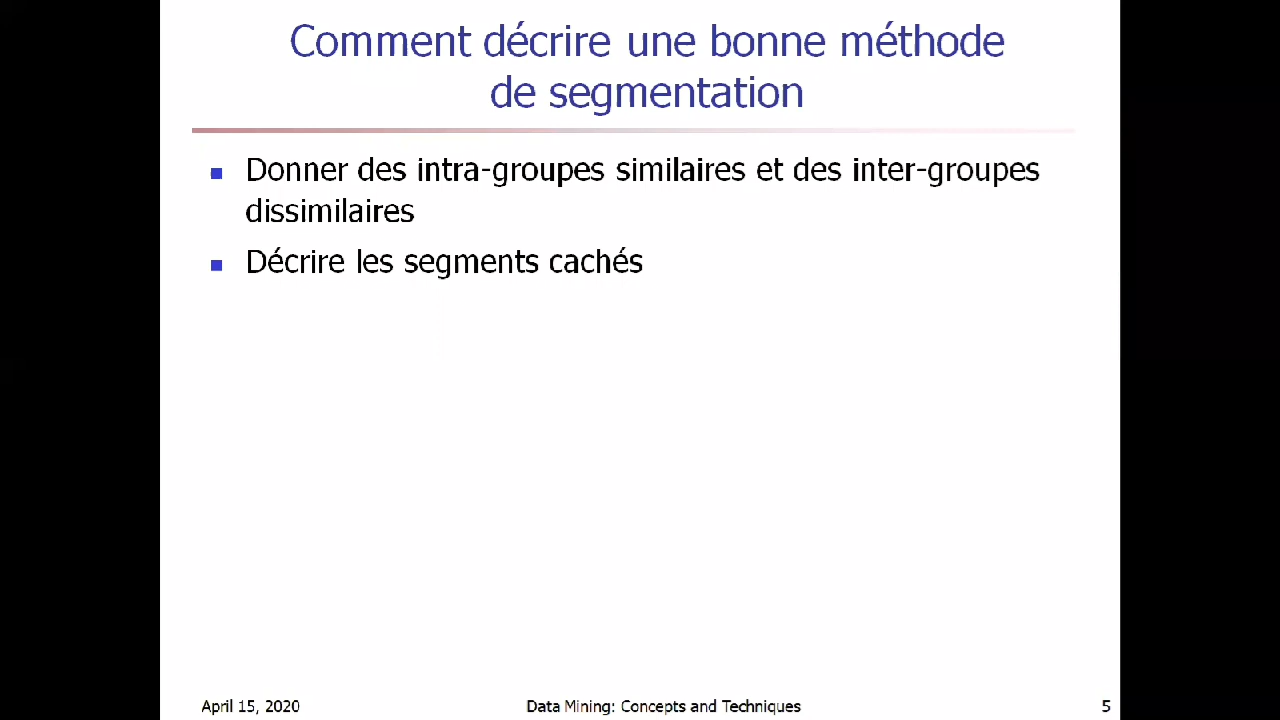 Comment décrire une bonne méthode
de segmentation
Donner des intra-groupes similaires et des inter-groupes
dissimilaires
Décrire les segments cachés
April 15, 2020
Data Mining: Concepts and Techniques
5